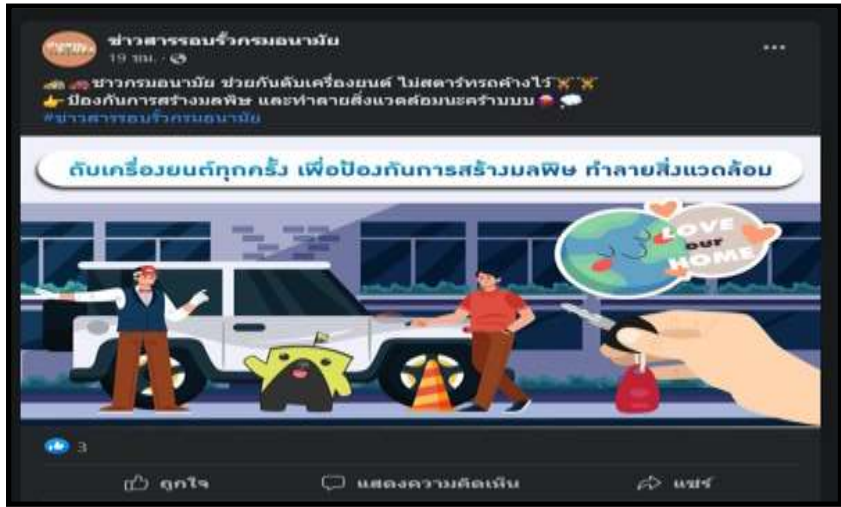 ข่าวสารรอบรั้วกรมอนามัย
19 ชม.
ชาวกรมอนามัย ช่วยกันดับเครื่องยนต์ ไม่สตาร์ทรถค้างไว้
ป้องกันการสร้างมลพิษ และทำลายสิ่งแวดล้อมนะคร้าบบบ
#ข่าวสารรอบรั้วกรมอนามัย
ดับเครื่องยนต์ทุกครั้ง เพื่อป้องกันการสร้างมลพิษ ทำลายสิ่งแวดล้อม
LOVE
our
HOME
3
ถูกใจ แสดงความคิดเห็น แชร์